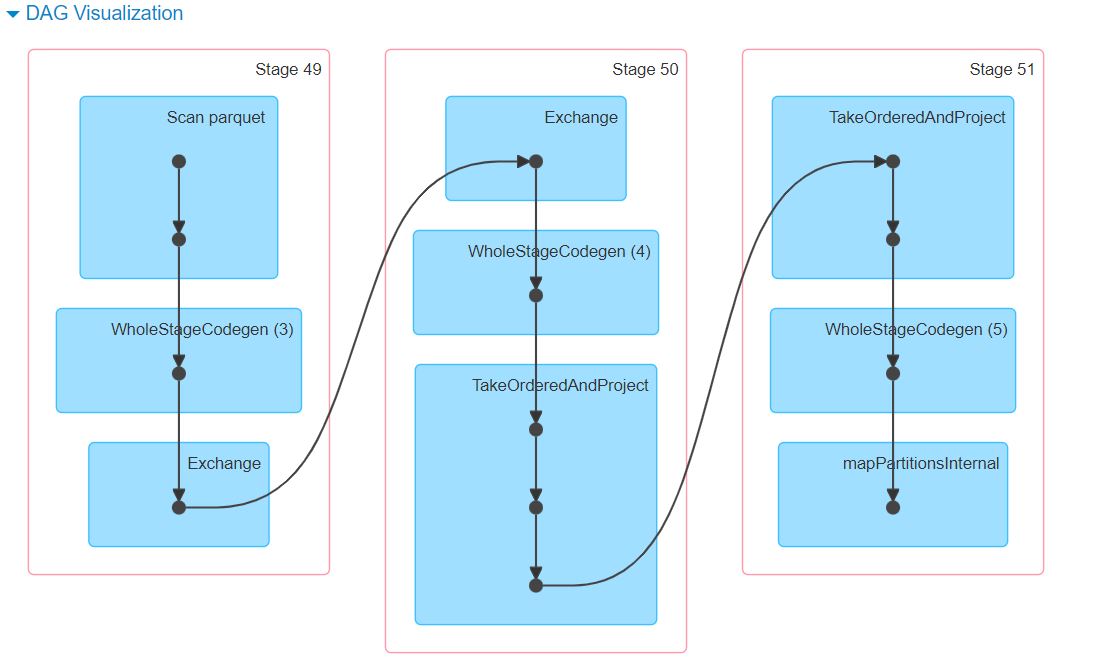 DAG Visualization
Stage 49
Scan parquet
WholeStageCodegen (3)
Exchange
Stage 50
Exchange
WholeStageCodegen (4)
TakeOrderedAndProject
Stage 51
TakeOrderedAndProject
WholeStageCodegen (5)
mapPartitionsInternal